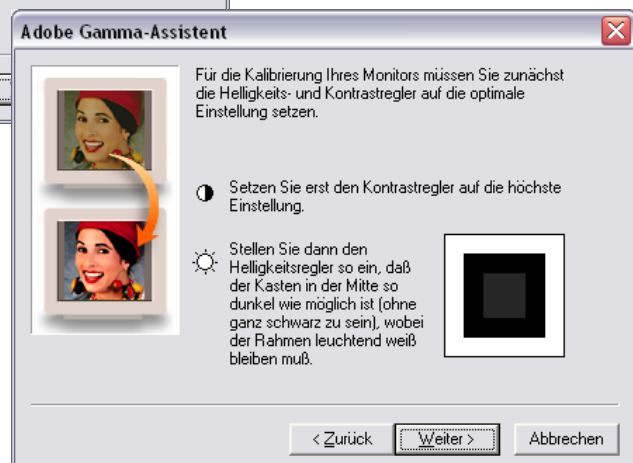 Adobe Gamma-Assistent
Für die Kalibrierung Ihres Monitors müssen Sie zunächst
die Helligkeits- und Kontrastregler auf die optimale
Einstellung setzen.
Setzen Sie erst den Kontrastregler auf die höchste
Einstellung.
Stellen Sie dann den
Helligkeitsregler so ein, daß
der Kasten in der Mitte so
dunkel wie möglich ist (ohne
ganz schwarz zu sein), wobei
der Rahmen leuchtend weiß
bleiben muß.
< Zurück
Weiter >
Abbrechen